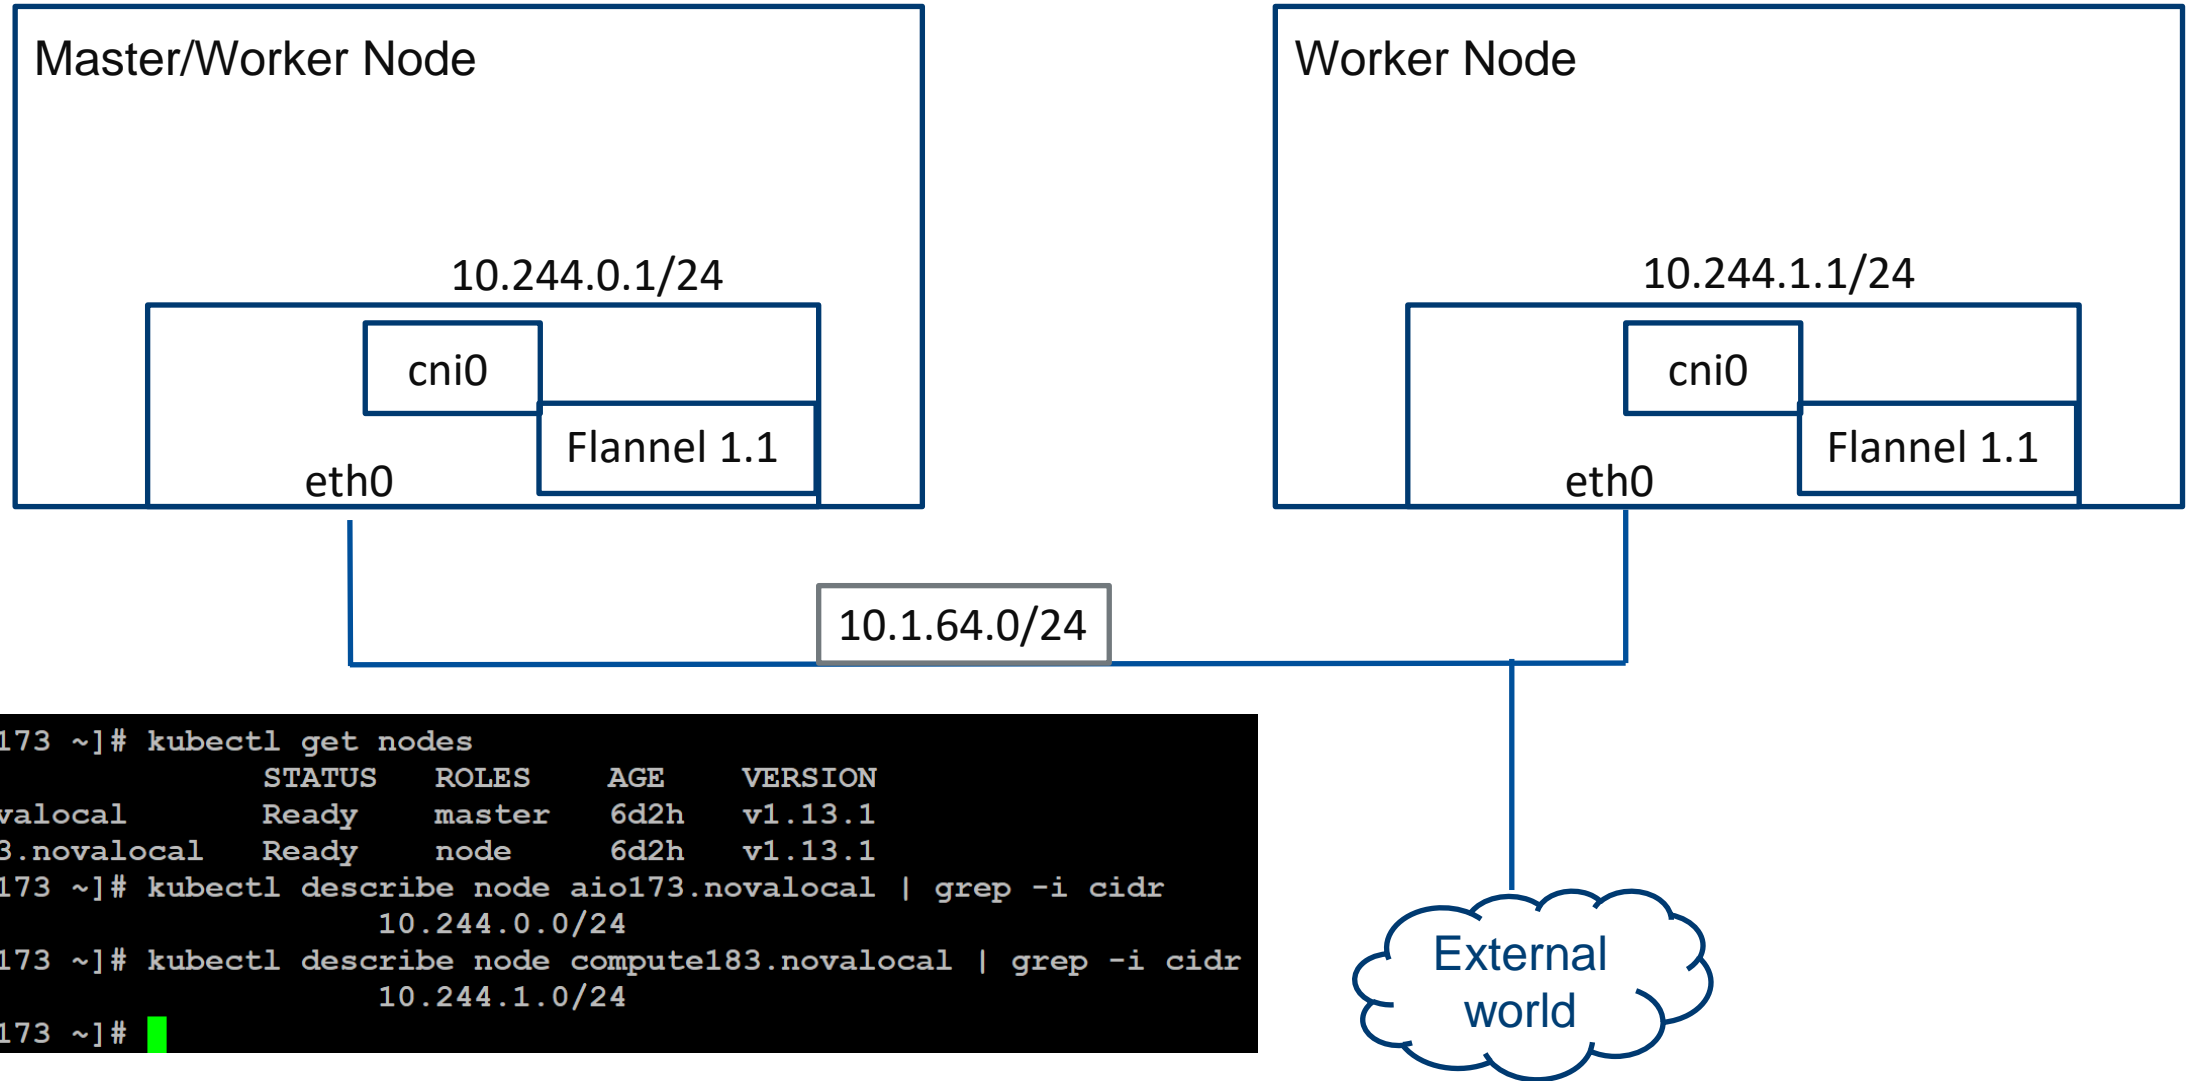 Master/Worker Node
Worker Node
10.244.0.1/24
10.244.1.1/24
cni0
cni0
Flannel 1.1
Flannel 1.1
eth0
eth0
10.1.64.0/24
173 ~]# kubectl get nodes
STATUS ROLES AGE VERSION
valocal Ready master 6d2h v1.13.1
3.novalocal Ready node 6d2h v1.13.1
173 ~]# kubectl describe node aio173.novalocal | grep -i cidr
10.244.0.0/24
173 ~]# kubectl describe node compute183.novalocal | grep -i cidr
10.244.1.0/24
173 ~]#
External
world